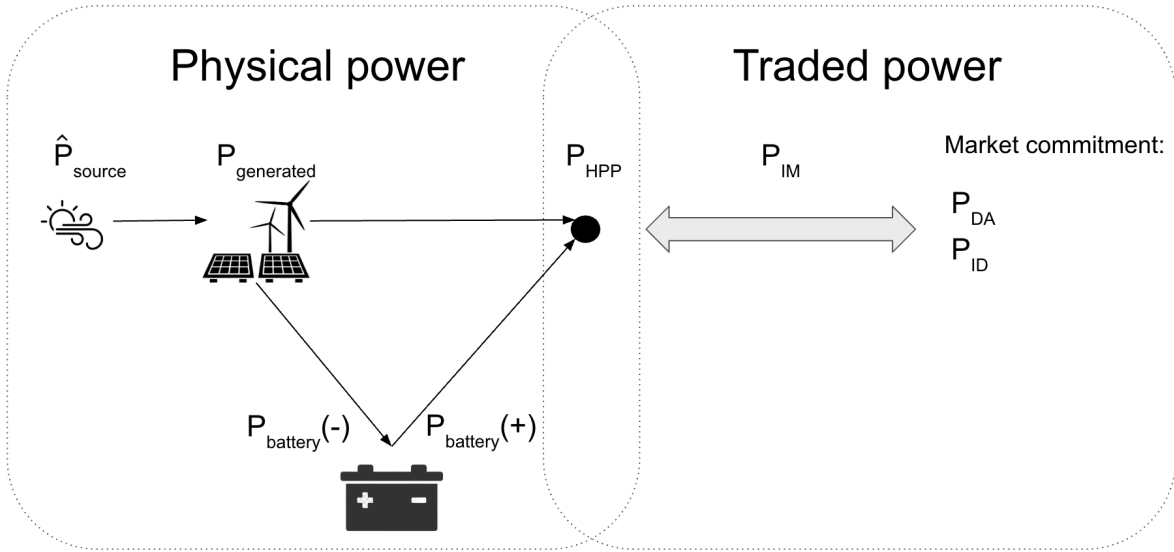 Physical power
Traded power
P̂source
Pgenerated
PHPP
PIM
Market commitment:
PDA
PID
Pbattery(-)
Pbattery(+)